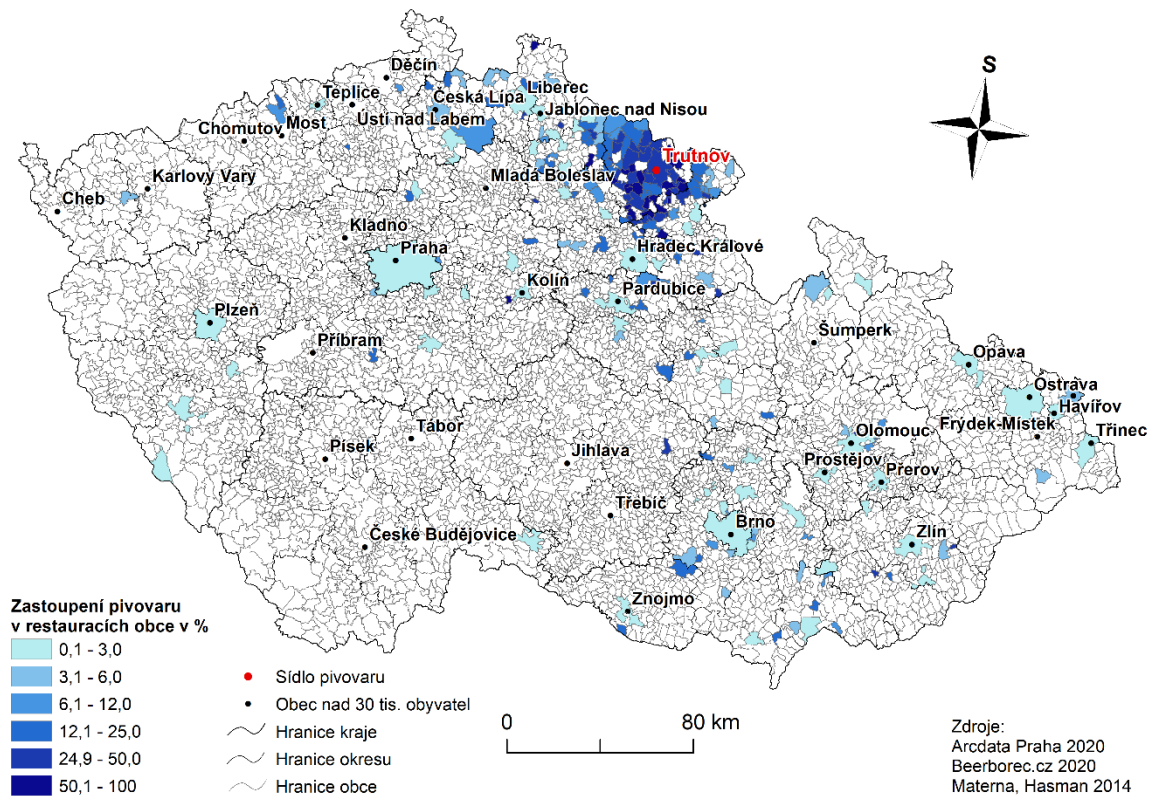 S
Děčín
Teplice
Liberec
Česká Lípa
Ústí nad Labem
Jablonec nad Nisou
Most
Chomutov
Trutnov
Karlovy Vary
Mladá Boleslav
Cheb
Kladno
Praha
Hradec Králové
Kolín
Pardubice
Plzeň
Příbram
Šumperk
Opava
Ostrava
Havířov
Frýdek-Místek
Třinec
Tábor
Písek
Jihlava
Olomouc
Prostějov
Přerov
Třebíč
Brno
Zlín
České Budějovice
Znojmo
Zastoupení pivovaru
v restauracích obce v %
0,1 - 3,0
3,1 - 6,0
6,1 - 12,0
12,1 - 25,0
24,9 - 50,0
50,1 - 100
Sídlo pivovaru
Obec nad 30 tis. obyvatel
Hranice kraje
Hranice okresu
Hranice obce
0 80 km
Zdroje:
Arcdata Praha 2020
Beerborec.cz 2020
Materna, Hasman 2014